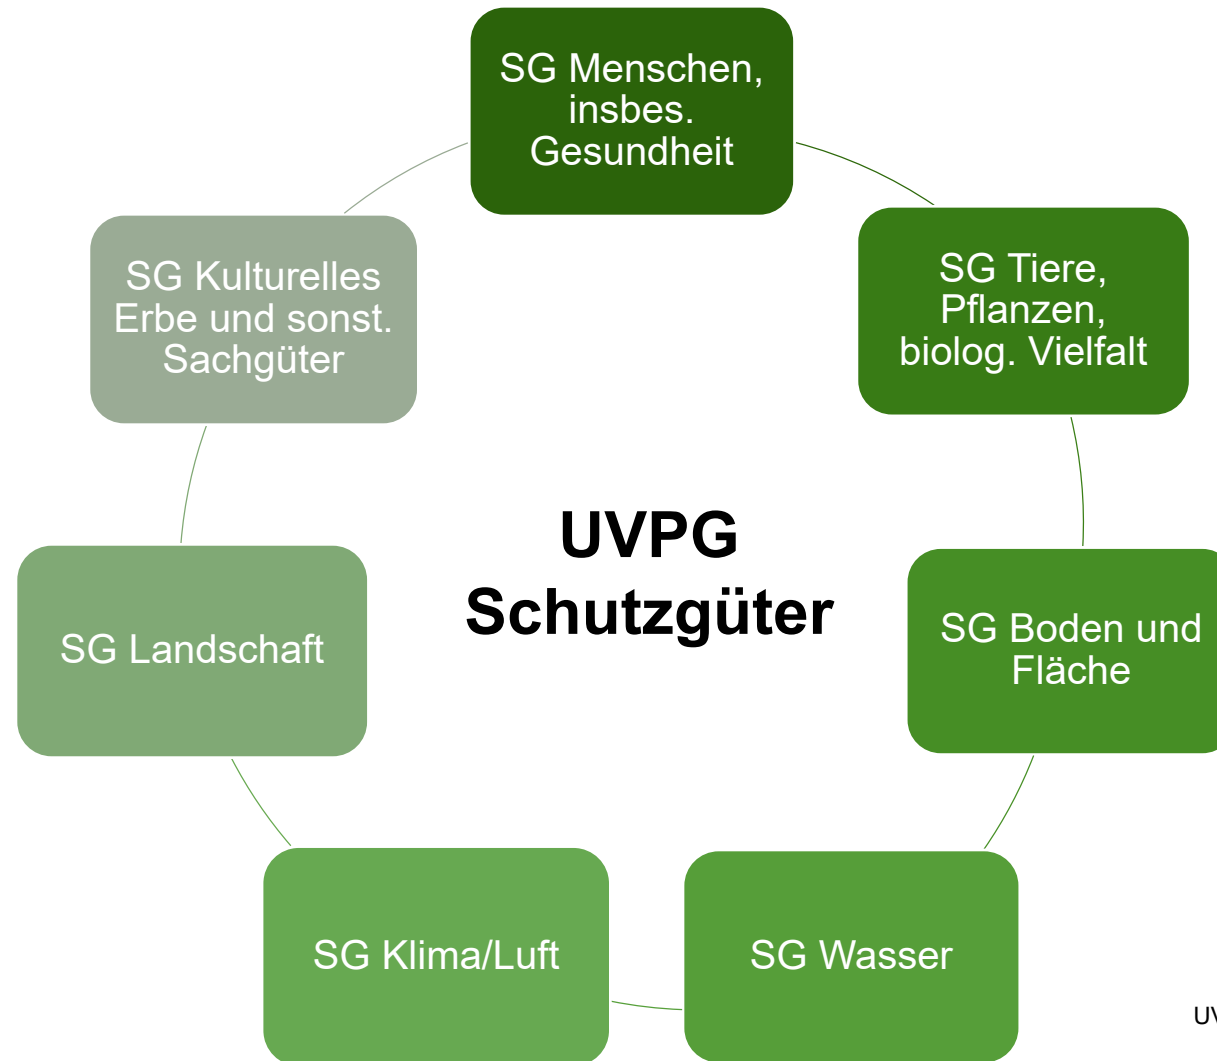 SG Menschen,
insbes.
Gesundheit
SG Tiere,
Pflanzen,
biolog. Vielfalt
SG Boden und
Fläche
SG Wasser
SG Klima/Luft
SG Landschaft
SG Kulturelles
Erbe und sonst.
Sachgüter
UVPG
Schutzgüter